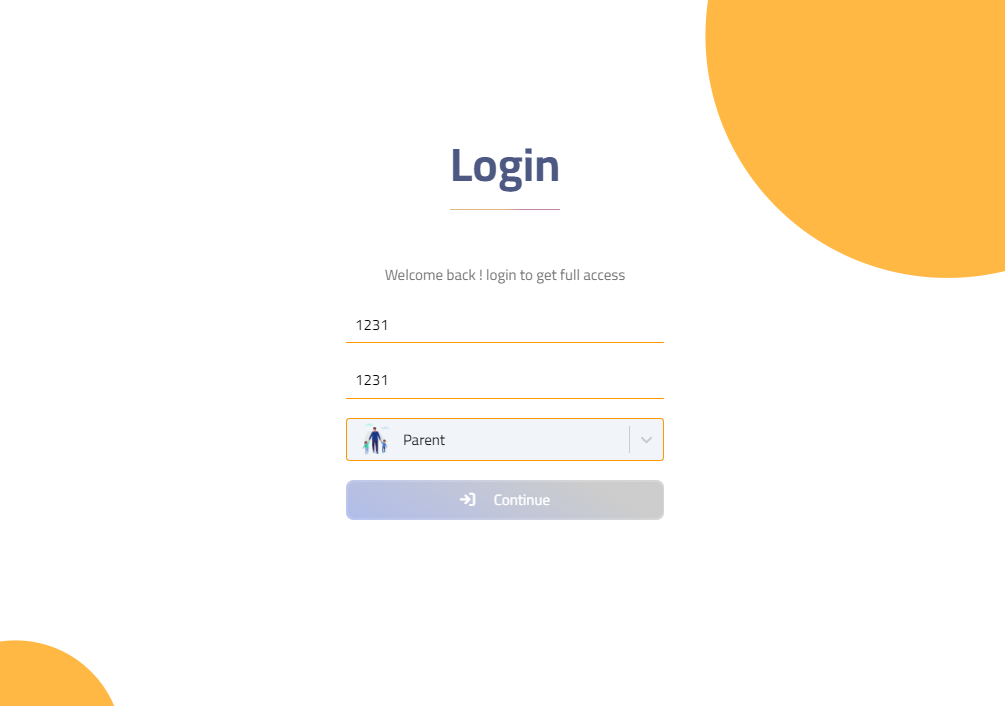 Login
Welcome back ! login to get full access
1231
1231
Parent
Continue